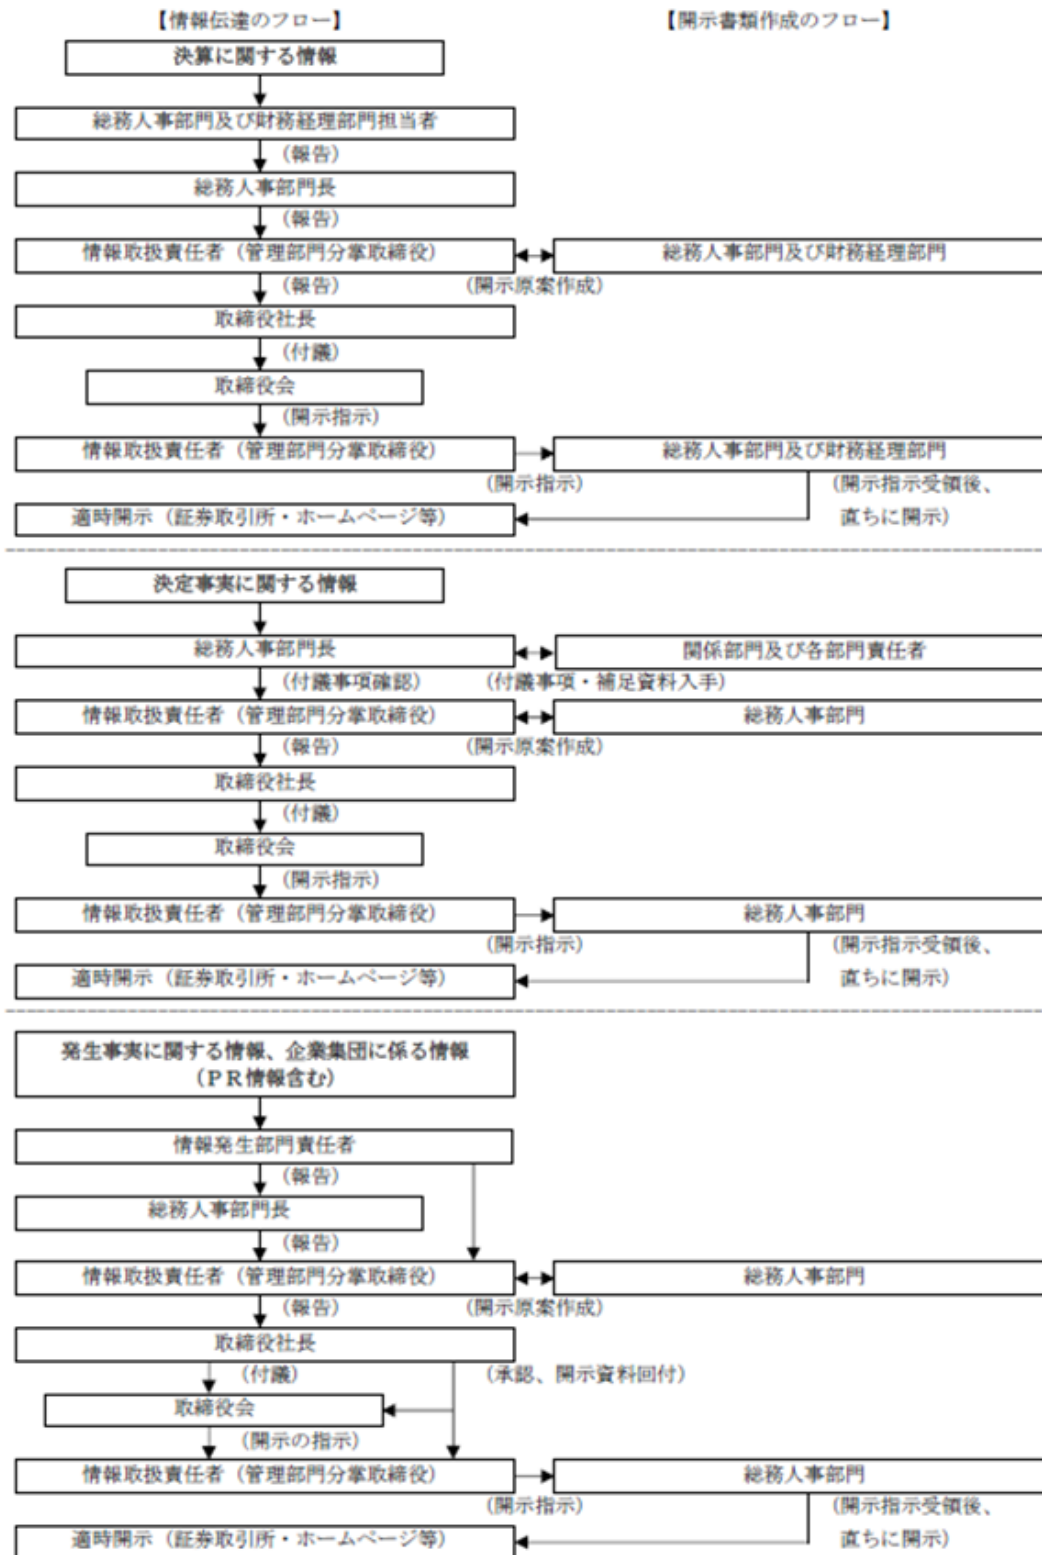 【情報伝達のフロー】
【開示書類作成のフロー】
決算に関する情報
総務人事部門及び財務経理部門担当者
(報告)
総務人事部門長
(報告)
情報取扱責任者(管理部門分掌取締役)
総務人事部門及び財務経理部門
(報告)
(開示原案作成)
取締役社長
(付議)
取締役会
(開示指示)
情報取扱責任者(管理部門分掌取締役)
総務人事部門及び財務経理部門
(開示指示)
(開示指示受領後、
適時開示(証券取引所・ホームページ等)
直ちに開示)
決定事実に関する情報
総務人事部門長
関係部門及び各部門責任者
(付議事項確認)
(付議事項・補足資料入手)
情報取扱責任者(管理部門分掌取締役)
総務人事部門
(報告)
(開示原案作成)
取締役社長
(付議)
取締役会
(開示指示)
情報取扱責任者(管理部門分掌取締役)
総務人事部門
(開示指示)
(開示指示受領後、
適時開示(証券取引所・ホームページ等)
直ちに開示)
発生事実に関する情報、企業集団に係る情報
(PR情報含む)
情報発生部門責任者
(報告)
総務人事部門長
(報告)
情報取扱責任者(管理部門分掌取締役)
総務人事部門
(報告)
(開示原案作成)
取締役社長
(付議)
(承認、開示資料回付)
取締役会
(開示の指示)
情報取扱責任者(管理部門分掌取締役)
総務人事部門
(開示指示)
(開示指示受領後、
適時開示(証券取引所・ホームページ等)
直ちに開示)